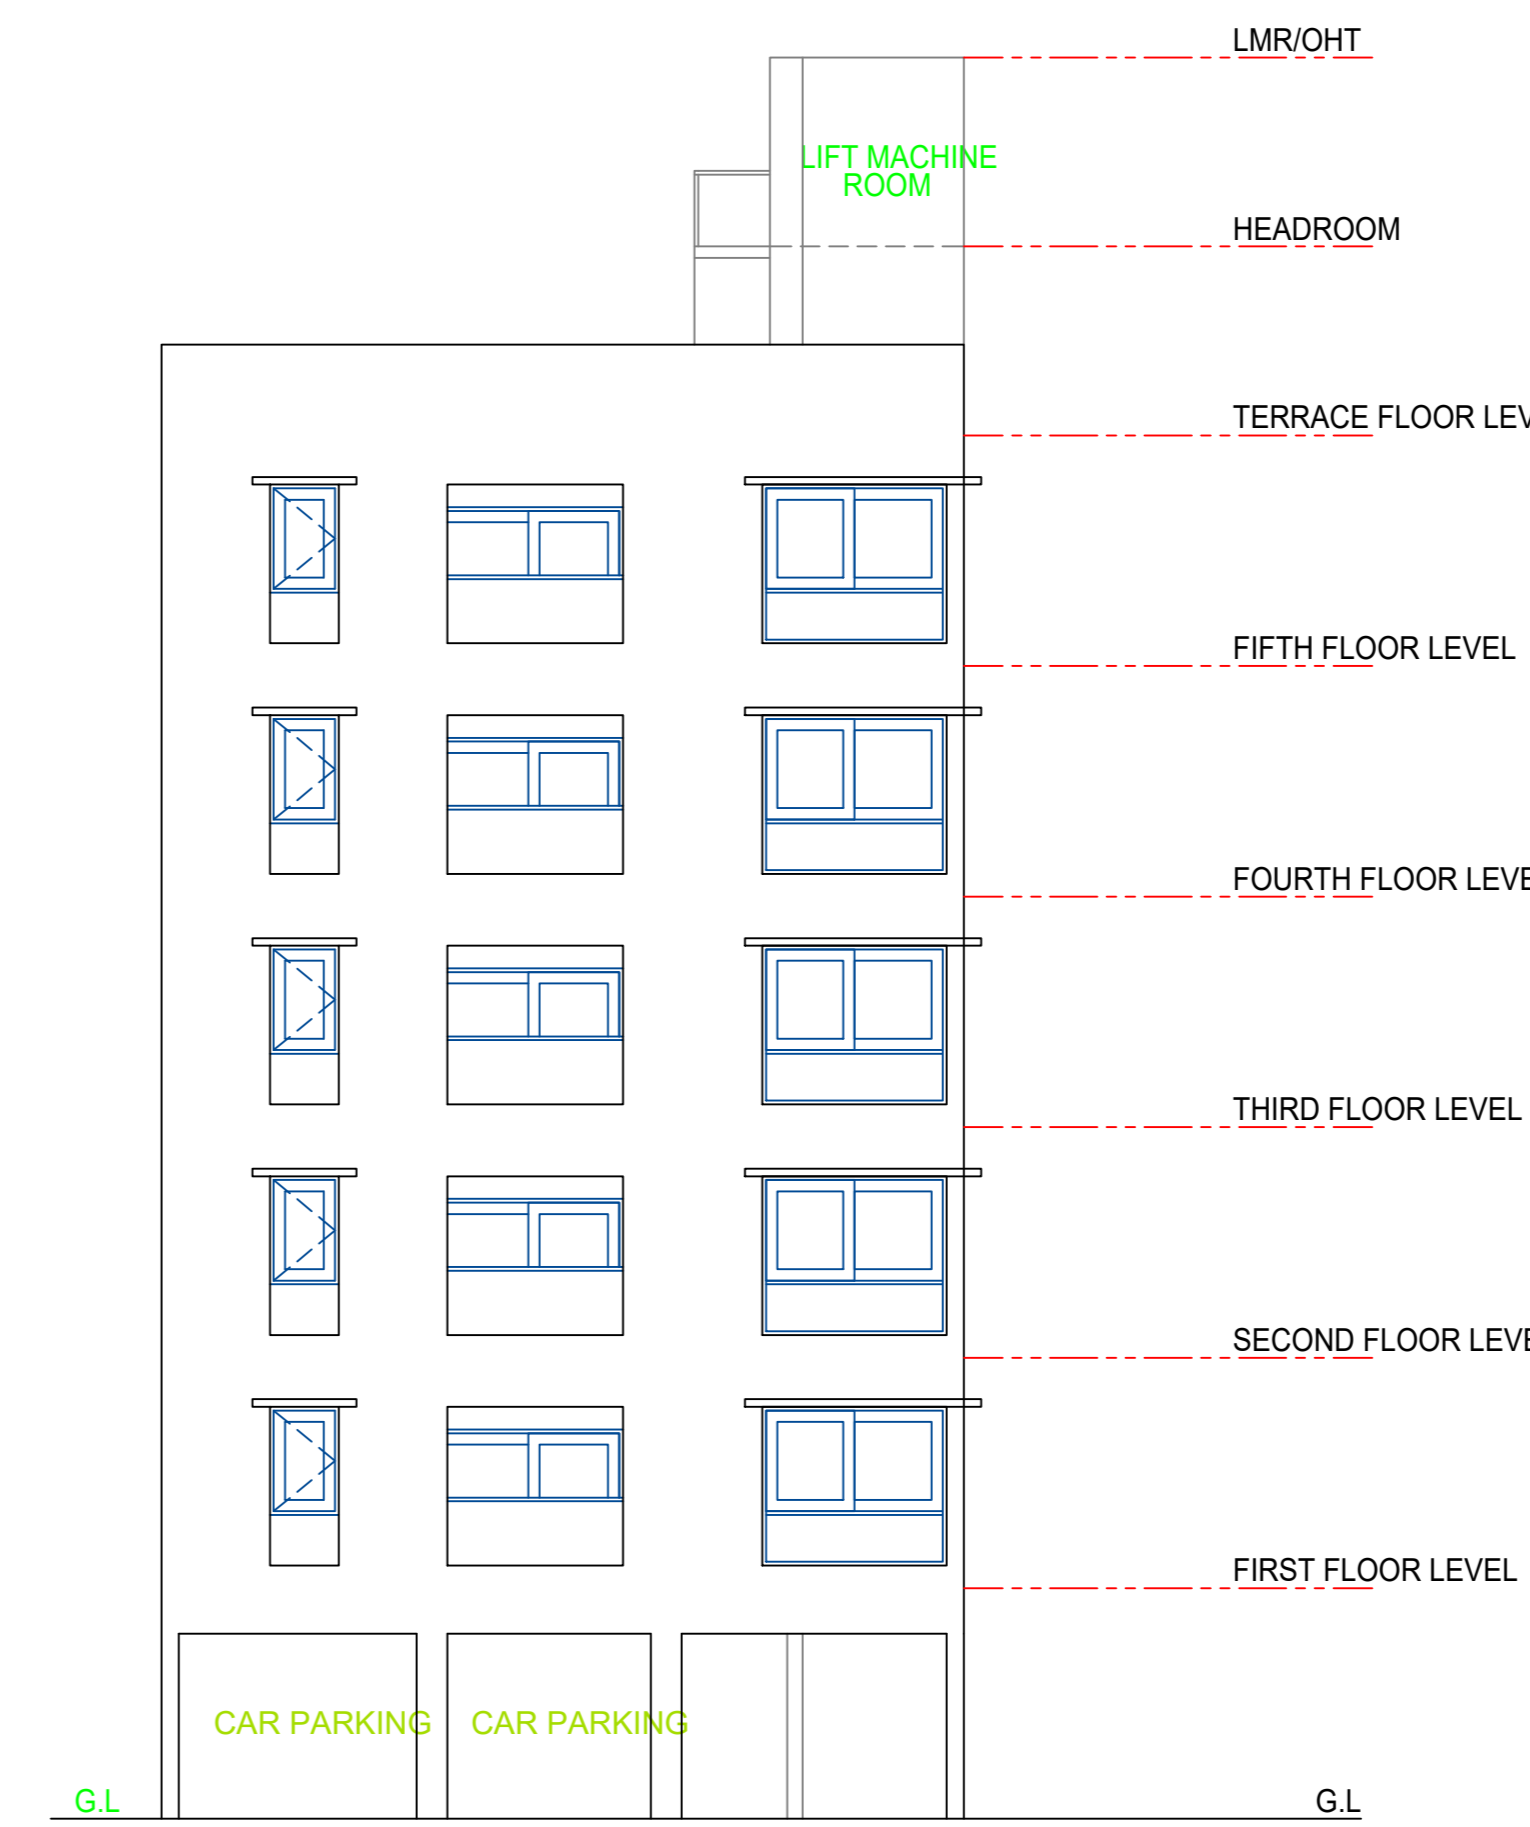 LMR/OHT
LIFT MACHINE
ROOM
HEADROOM
TERRACE FLOOR LEV
FIFTH FLOOR LEVEL
FOURTH FLOOR LEVE
THIRD FLOOR LEVEL
SECOND FLOOR LEVE
FIRST FLOOR LEVEL
CAR PARKING CAR PARKING
G.L G.L